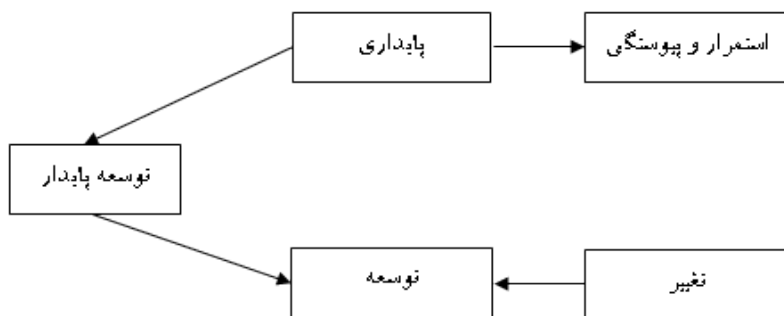 پایداری
استمرار و پیوستگی
توسعه پایدار
توسعه
تغییر